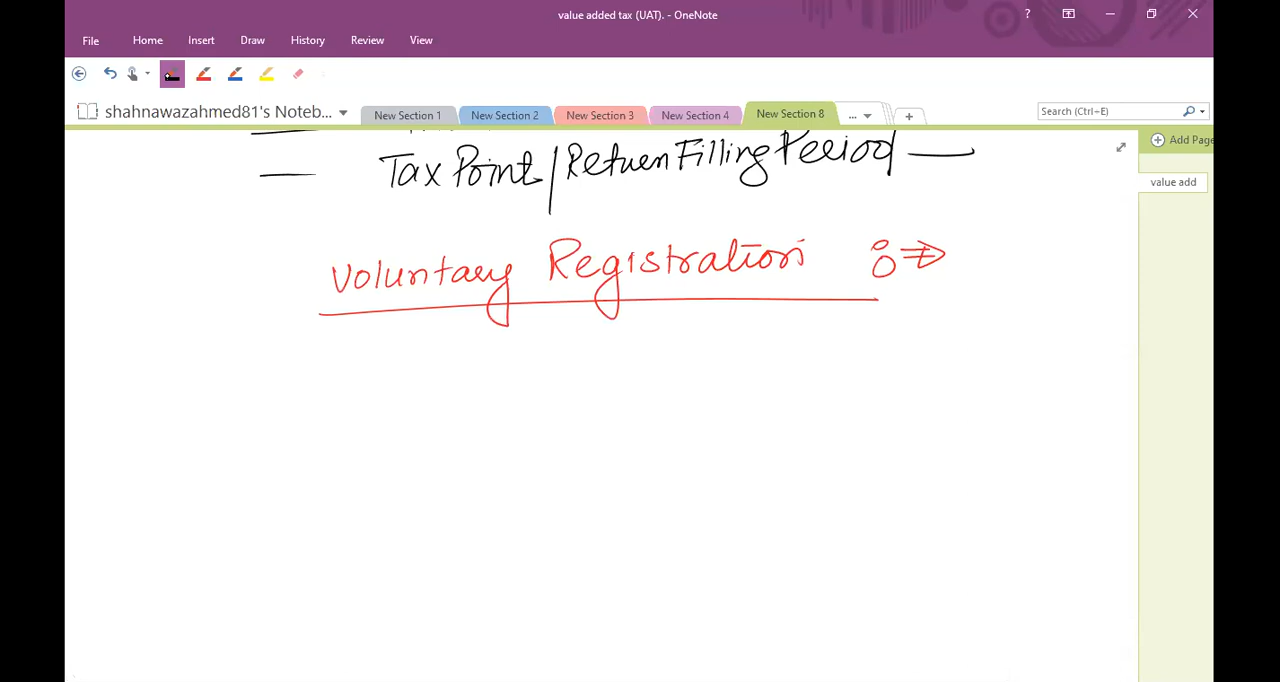 value added tax (UAT). - OneNote
?
File Home Insert Draw History Review View
shahnawazahmed81's Noteb... New Section 1 New Section 2 New Section 3 New Section 4 New Section 8 ... + Search (Ctrl+E)
Add Page
value add
Tax Point / Return Filling Period —
Voluntary Registration :⇒